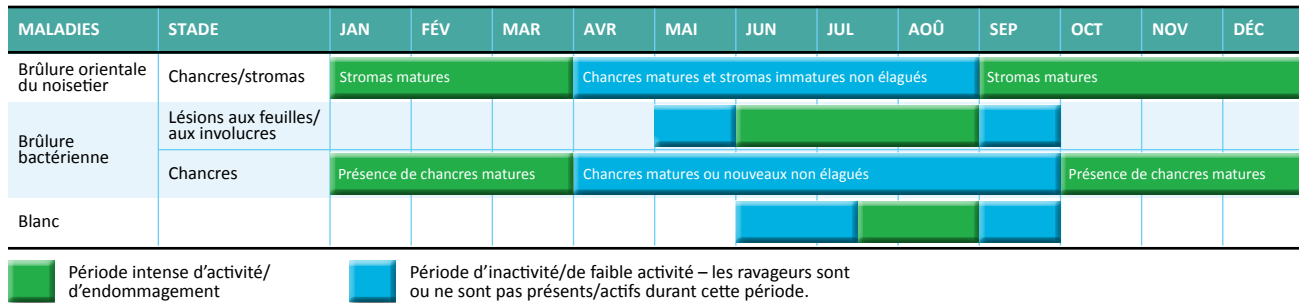 MALADIES STADE JAN FÉV MAR AVR MAI JUN JUL AOÛ SEP OCT NOV DÉC
Brûlure orientale
du noisetier
Chancres/stromas
Stromas matures
Chancres matures et stromas immatures non élagués
Stromas matures
Brûlure
bactérienne
Lésions aux feuilles/
aux involucres
Chancres
Présence de chancres matures
Chancres matures ou nouveaux non élagués
Présence de chancres matures
Blanc
Période intense d'activité/
d'endommagement
Période d'inactivité/de faible activité – les ravageurs sont
ou ne sont pas présents/actifs durant cette période.